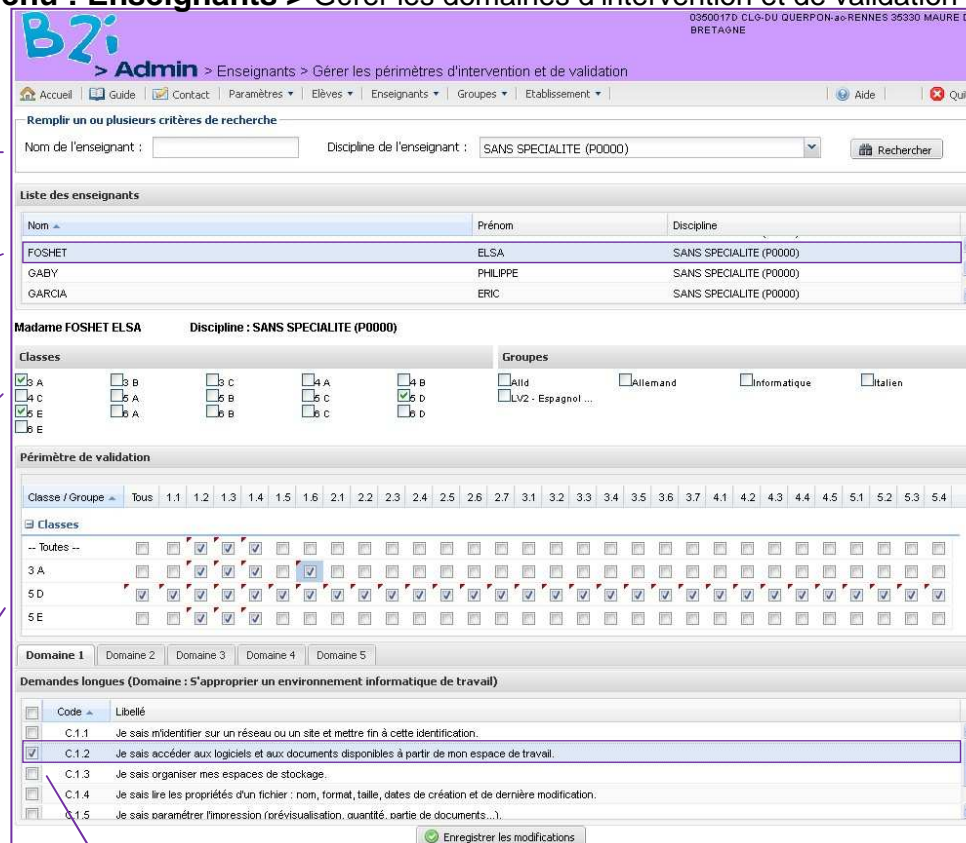 enu : Enseignants > Gérer les domaines d'intervention et de validation
B2i
0350017D CLG-DU QUERPON-ac-RENNES 35330 MAURE D
BRETAGNE
> Admin > Enseignants > Gérer les périmètres d'intervention et de validation
Accueil Guide Contact Paramètres Elèves Enseignants Groupes Etablissement Aide Qui
Remplir un ou plusieurs critères de recherche
Nom de l'enseignant : Discipline de l'enseignant : SANS SPECIALITE (P0000) Rechercher
Liste des enseignants
Nom Prénom Discipline
FOSHET ELSA SANS SPECIALITE (P0000)
GABY PHILIPPE SANS SPECIALITE (P0000)
GARCIA ERIC SANS SPECIALITE (P0000)
Madame FOSHET ELSA Discipline : SANS SPECIALITE (P0000)
Classes Groupes
3 A 3 B 3 C 4 A 4 B Alld Allemand Informatique Italien
4 C 5 A 5 B 5 C 5 D LV2 - Espagnol ...
5 E 6 A 6 B 6 C 6 D
6 E
Périmètre de validation
Classe / Groupe Tous 1.1 1.2 1.3 1.4 1.5 1.6 2.1 2.2 2.3 2.4 2.5 2.6 2.7 3.1 3.2 3.3 3.4 3.5 3.6 3.7 4.1 4.2 4.3 4.4 4.5 5.1 5.2 5.3 5.4
Classes
-- Toutes --
3 A
5 D
5 E
Domaine 1 Domaine 2 Domaine 3 Domaine 4 Domaine 5
Demandes longues (Domaine : S'approprier un environnement informatique de travail)
Code Libellé
C.1.1 Je sais m'identifier sur un réseau ou un site et mettre fin à cette identification.
C.1.2 Je sais accéder aux logiciels et aux documents disponibles à partir de mon espace de travail.
C.1.3 Je sais organiser mes espaces de stockage.
C.1.4 Je sais lire les propriétés d'un fichier : nom, format, taille, dates de création et de dernière modification.
C.1.5 Je sais paramétrer l'impression (prévisualisation, quantité, partie de documents...).
Enregistrer les modifications